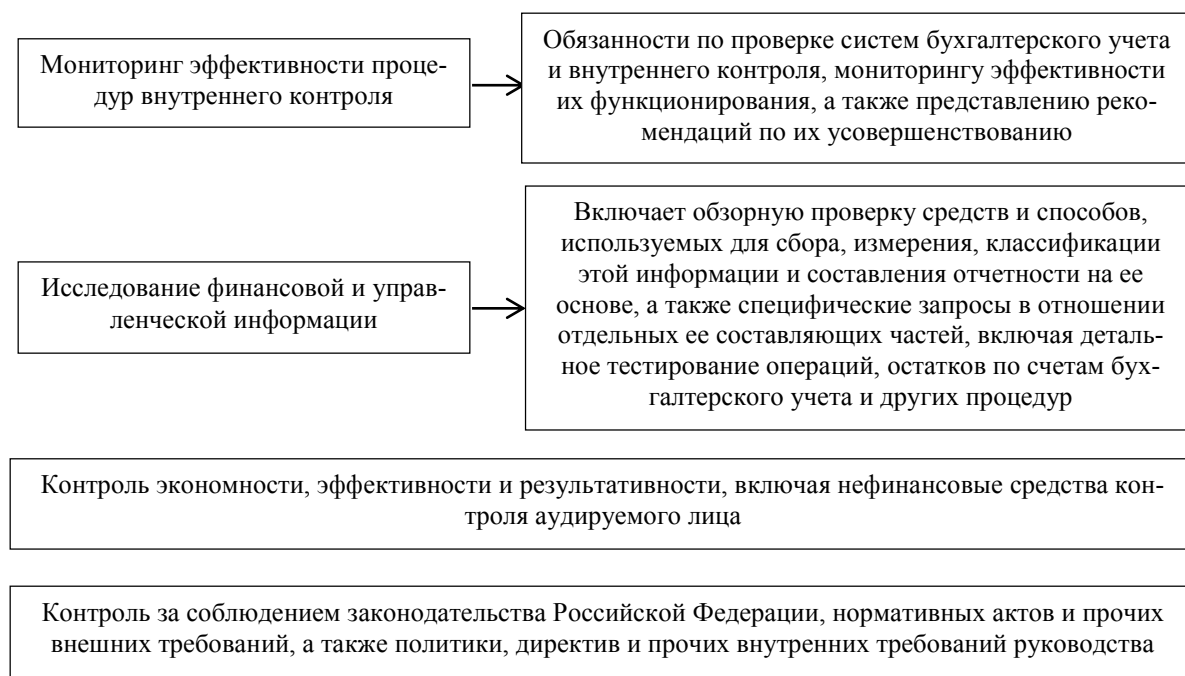 Мониторинг эффективности проце-
дур внутреннего контроля
Обязанности по проверке систем бухгалтерского учета
и внутреннего контроля, мониторингу эффективности
их функционирования, а также представлению реко-
мендаций по их усовершенствованию
Исследование финансовой и управ-
ленческой информации
Включает обзорную проверку средств и способов,
используемых для сбора, измерения, классификации
этой информации и составления отчетности на ее
основе, а также специфические запросы в отношении
отдельных ее составляющих частей, включая деталь-
ное тестирование операций, остатков по счетам бух-
галтерского учета и других процедур
Контроль экономности, эффективности и результативности, включая нефинансовые средства кон-
троля аудируемого лица
Контроль за соблюдением законодательства Российской Федерации, нормативных актов и прочих
внешних требований, а также политики, директив и прочих внутренних требований руководства